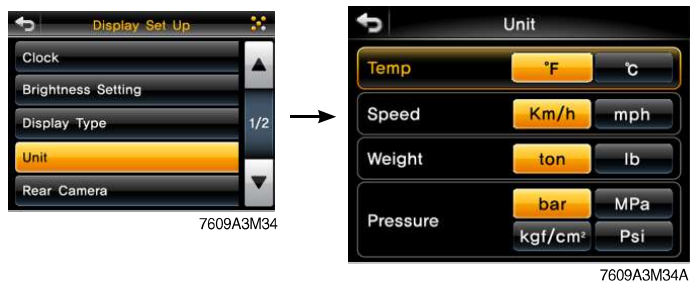 Display Set Up
Clock
Brightness Setting
Display Type
1/2
Unit
Rear Camera
7609A3M34
Unit
Temp °F °C
Speed Km/h mph
Weight ton lb
Pressure bar MPa
kgf/cm² Psi
7609A3M34A